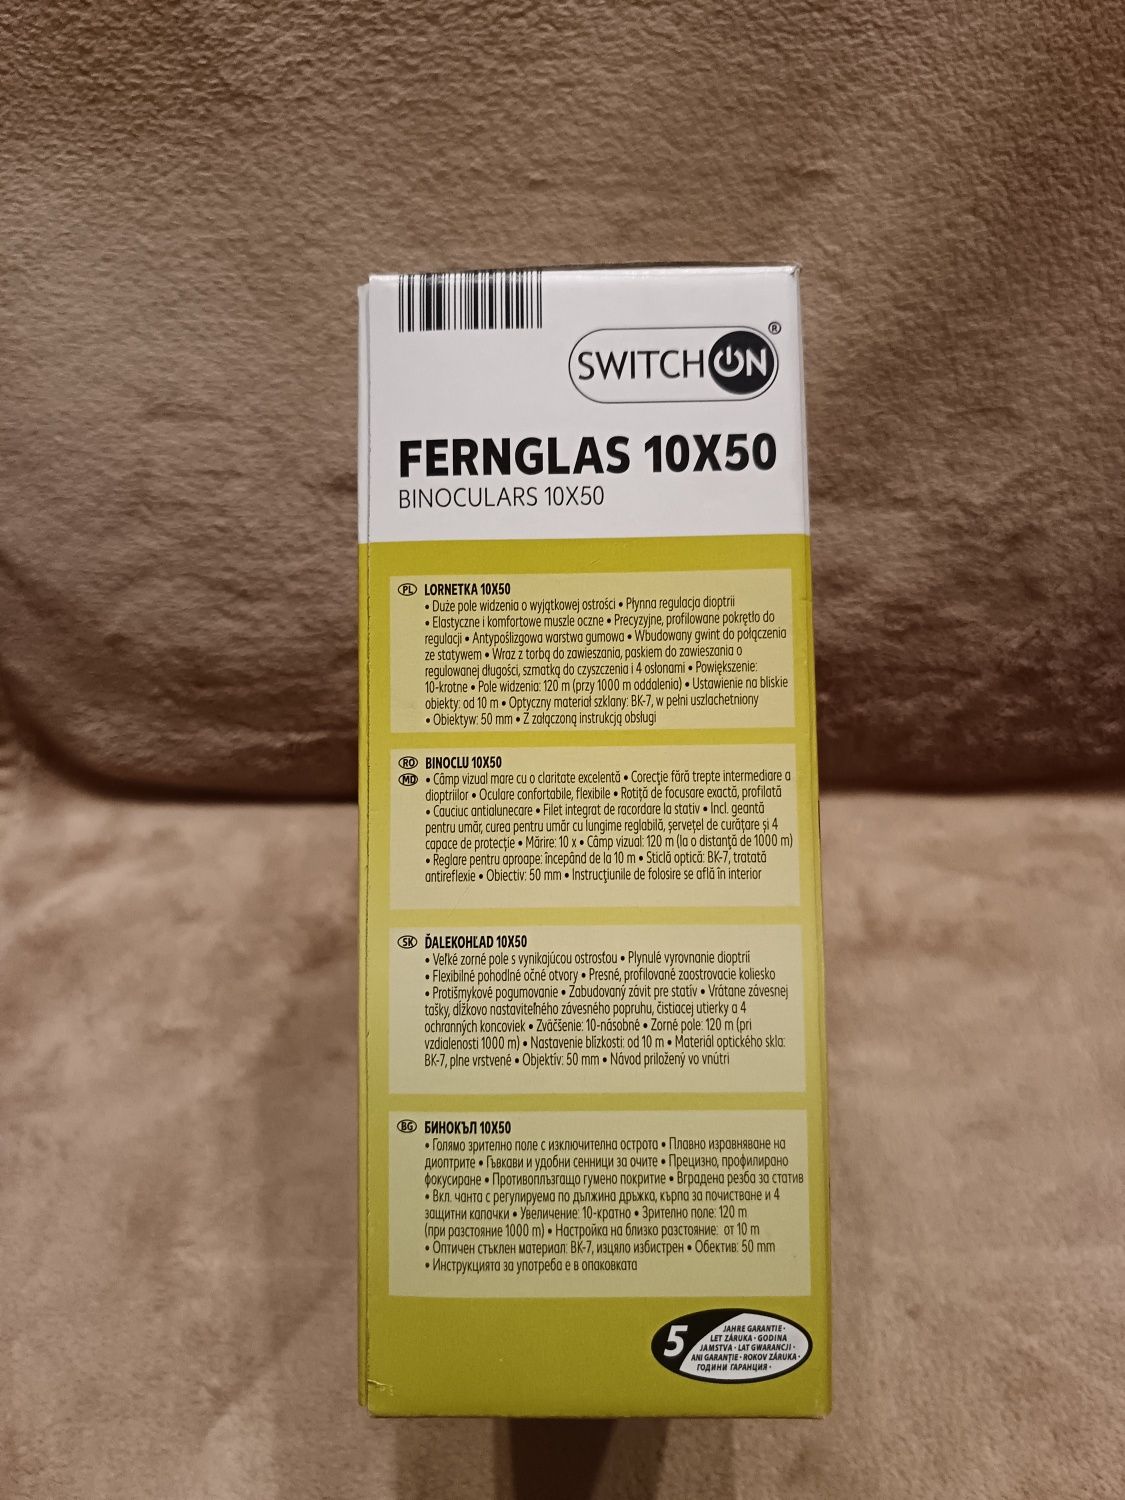 SWITCH ON ®
FERNGLAS 10X50
BINOCULARS 10X50
PL LORNETKA 10X50
• Duże pole widzenia o wyjątkowej ostrości • Płynna regulacja dioptrii
• Elastyczne i komfortowe muszle oczne • Precyzyjne, profilowane pokrętło do
regulacji • Antypoślizgowa warstwa gumowa • Wbudowany gwint do połączenia
ze statywem • Wraz z torbą do zawieszania, paskiem do zawieszania o
regulowanej długości, szmatką do czyszczenia i 4 osłonami • Powiększenie:
10-krotne • Pole widzenia: 120 m (przy 1000 m oddalenia) • Ustawienie na bliskie
obiekty: od 10 m • Optyczny materiał szklany: BK-7, w pełni uszlachetniony
• Obiektyw: 50 mm • Z załączoną instrukcją obsługi
RO BINOCLU 10X50
MD • Câmp vizual mare cu o claritate excelentă • Corecție fără trepte intermediare a
dioptriilor • Oculare confortabile, flexibile • Rotiță de focusare exactă, profilată
• Cauciuc antialunecare • Filet integrat de racordare la stativ • Incl. geantă
pentru umăr, curea pentru umăr cu lungime reglabilă, șervețel de curățare și 4
capace de protecție • Mărire: 10 x • Câmp vizual: 120 m (la o distanță de 1000 m)
• Reglare pentru aproape: începând de la 10 m • Sticlă optică: BK-7, tratată
antireflexie • Obiectiv: 50 mm • Instrucțiunile de folosire se află în interior
SK ĎALEKOHĽAD 10X50
• Veľké zorné pole s vynikajúcou ostrosťou • Plynulé vyrovnanie dioptrií
• Flexibilné pohodlné očné otvory • Presné, profilované zaostrovacie koliesko
• Protišmykové pogumovanie • Zabudovaný závit pre statív • Vrátane závesnej
tašky, dĺžkovo nastaviteľného závesného popruhu, čistiacej utierky a 4
ochranných koncoviek • Zväčšenie: 10-násobné • Zorné pole: 120 m (pri
vzdialenosti 1000 m) • Nastavenie blízkosti: od 10 m • Materiál optického skla:
BK-7, plne vrstvené • Objektív: 50 mm • Návod priložený vo vnútri
BG БИНОКЪЛ 10X50
• Голямо зрително поле с изключителна острота • Плавно изравняване на
диоптрите • Гъвкави и удобни сенници за очите • Прецизно, профилирано
фокусиране • Противоплъзгащо гумено покритие • Вградена резба за статив
• Вкл. чанта с регулируема по дължина дръжка, кърпа за почистване и 4
защитни капачки • Увеличение: 10-кратно • Зрително поле: 120 m
(при разстояние 1000 m) • Настройка на близко разстояние: от 10 m
• Оптичен стъклен материал: BK-7, изцяло избистрен • Обектив: 50 mm
• Инструкцията за употреба е в опаковката
5 JAHRE GARANTIE·
LET ZÁRUKA · GODINA
JAMSTVA · LAT GWARANCJI ·
ANI GARANȚIE · ROKOV ZÁRUKA ·
ГОДИНИ ГАРАНЦИЯ ·